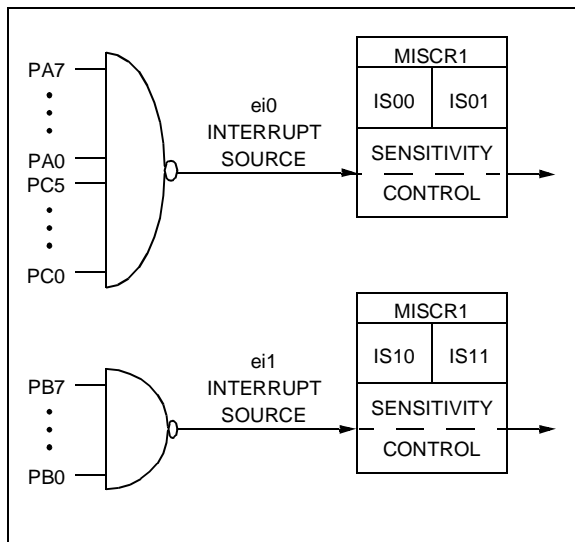 PA7
PA0
PC5
PC0
ei0
INTERRUPT
SOURCE
MISCR1
IS00 IS01
SENSITIVITY
CONTROL
PB7
PB0
ei1
INTERRUPT
SOURCE
MISCR1
IS10 IS11
SENSITIVITY
CONTROL